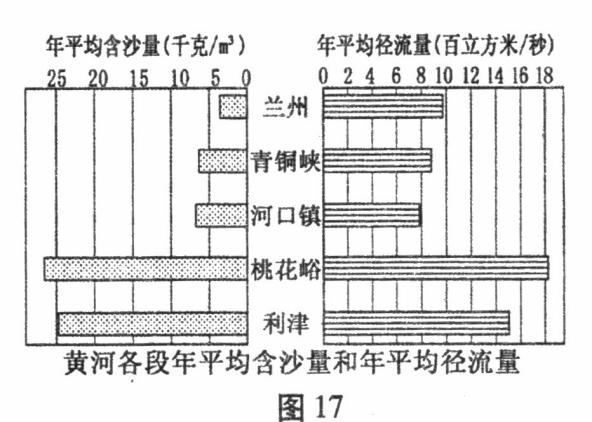 年平均含沙量(千克/m³) 年平均径流量(百立方米/秒)
25 20 15 10 5 0 0 2 4 6 8 10 12 14 16 18
兰州
青铜峡
河口镇
桃花峪
利津
黄河各段年平均含沙量和年平均径流量
图 17